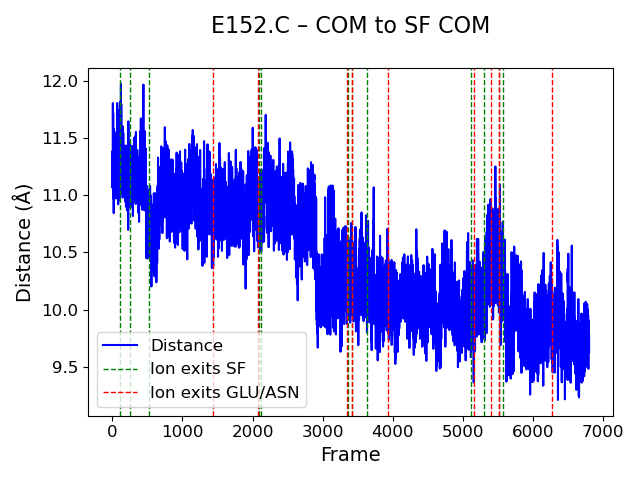 E152.C – COM to SF COM
12.0
11.5
11.0
10.5
10.0
9.5
Distance (Å)
Distance
Ion exits SF
Ion exits GLU/ASN
0 1000 2000 3000 4000 5000 6000 7000
Frame